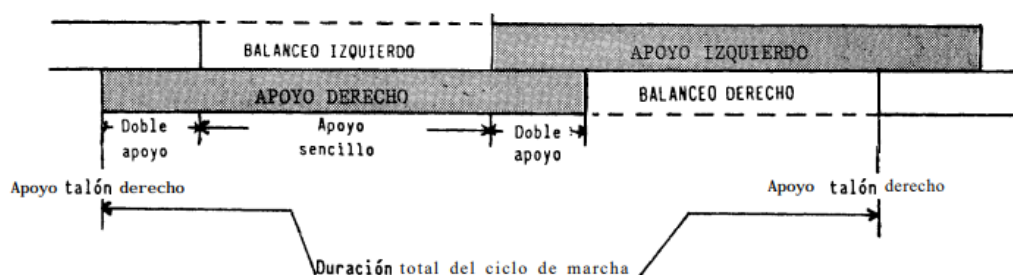 BALANCEO IZQUIERDO
APOYO IZQUIERDO
APOYO DERECHO
BALANCEO DERECHO
Doble
apoyo
Apoyo
sencillo
Doble
apoyo
Apoyo talón derecho
Apoyo talón derecho
Duración total del ciclo de marcha